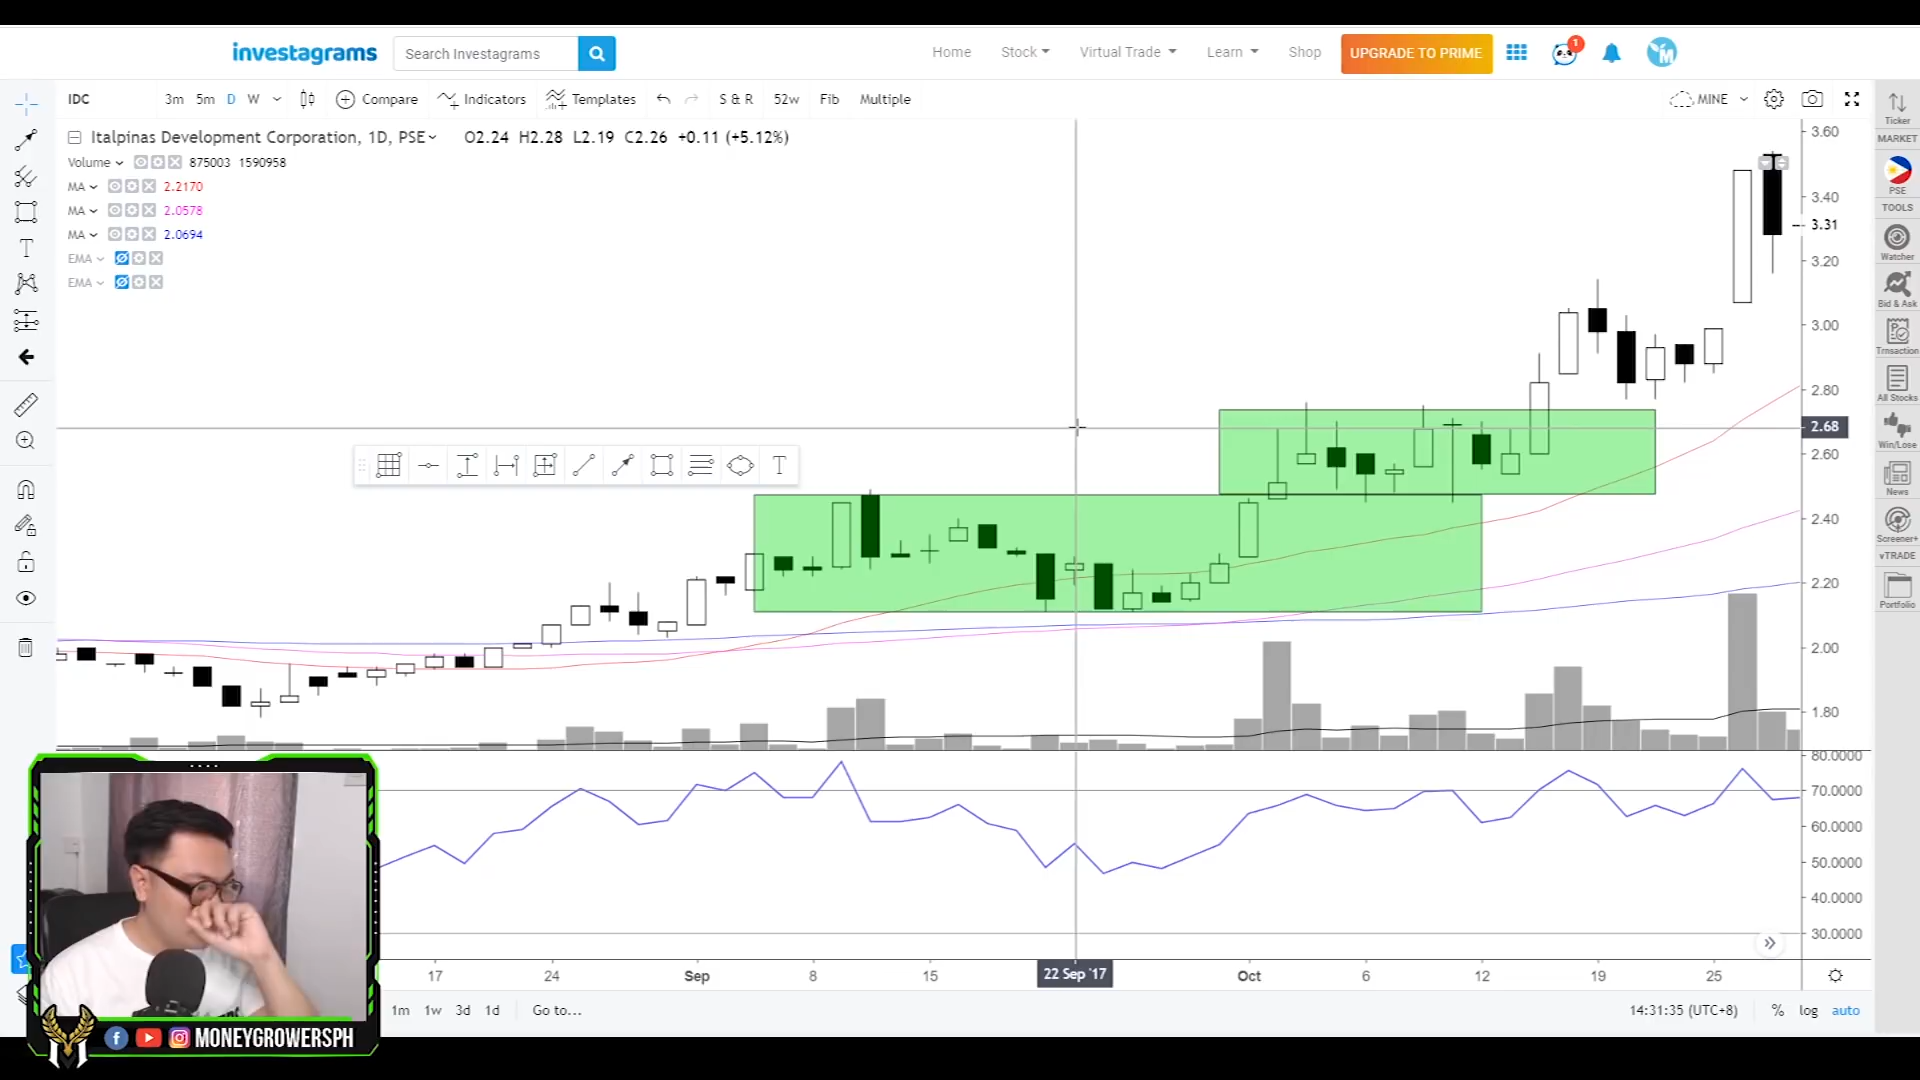 investagrams
Search Investagrams
Home Stock Virtual Trade Learn Shop UPGRADE TO PRIME 1
IDC 3m 5m D W Compare Indicators Templates S & R 52w Fib Multiple MINE
Italpinas Development Corporation, 1D, PSE O2.24 H2.28 L2.19 C2.26 +0.11 (+5.12%)
Volume 875003 1590958
MA 2.2170
MA 2.0578
MA 2.0694
EMA
EMA
3.60
3.40
3.31
3.20
3.00
2.80
2.68
2.60
2.40
2.20
2.00
1.80
80.0000
70.0000
60.0000
50.0000
40.0000
30.0000
17 24 Sep 8 15 22 Sep '17 Oct 6 12 19 25
1m 1w 3d 1d Go to... 14:31:35 (UTC+8) % log auto
Ticker
MARKET
PSE
TOOLS
Watcher
Bid & Ask
Trnsaction
All Stocks
Win/Lose
News
Screener+
vTRADE
Portfolio
MONEYGROWERSPH